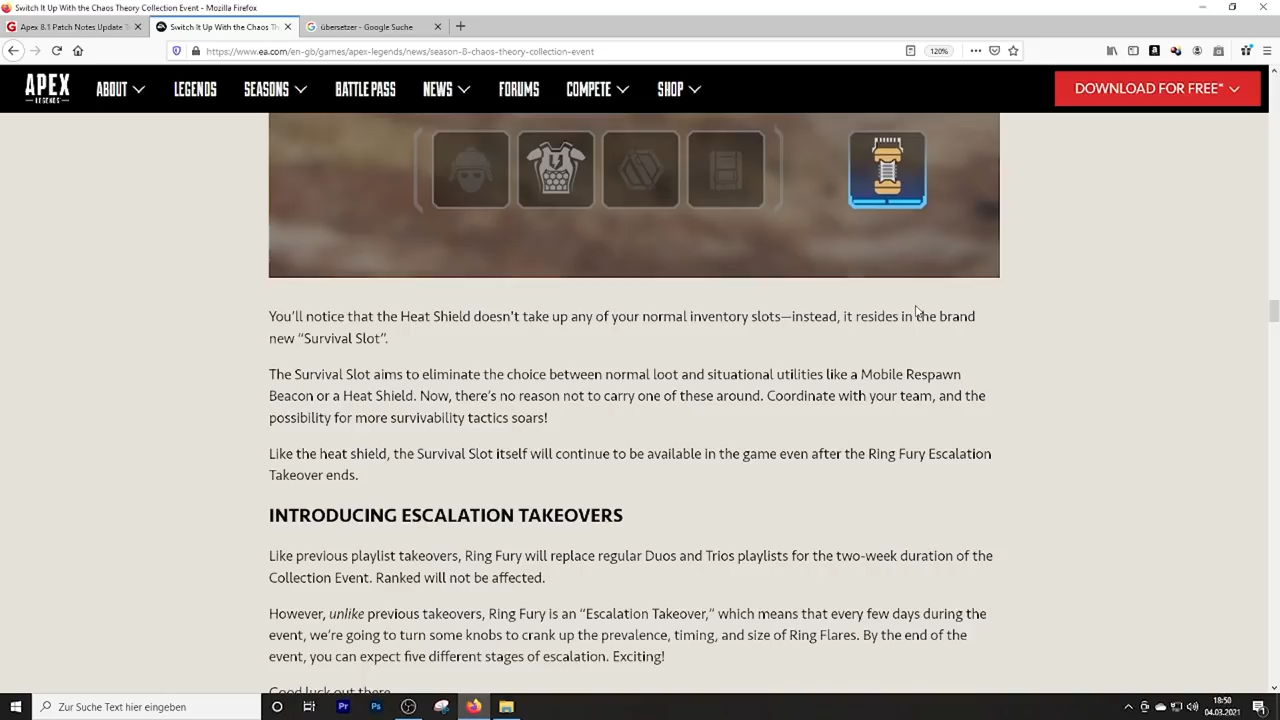 Switch It Up With the Chaos Theory Collection Event - Mozilla Firefox
Apex 8.1 Patch Notes Update
Switch It Up With the Chaos Th
übersetzer - Google Suche
https://www.ea.com/en-gb/games/apex-legends/news/season-8-chaos-theory-collection-event
120%
APEX
LEGENDS
ABOUT
LEGENDS
SEASONS
BATTLE PASS
NEWS
FORUMS
COMPETE
SHOP
DOWNLOAD FOR FREE*
You’ll notice that the Heat Shield doesn't take up any of your normal inventory slots—instead, it resides in the brand
new “Survival Slot”.
The Survival Slot aims to eliminate the choice between normal loot and situational utilities like a Mobile Respawn
Beacon or a Heat Shield. Now, there’s no reason not to carry one of these around. Coordinate with your team, and the
possibility for more survivability tactics soars!
Like the heat shield, the Survival Slot itself will continue to be available in the game even after the Ring Fury Escalation
Takeover ends.
INTRODUCING ESCALATION TAKEOVERS
Like previous playlist takeovers, Ring Fury will replace regular Duos and Trios playlists for the two-week duration of the
Collection Event. Ranked will not be affected.
However, unlike previous takeovers, Ring Fury is an “Escalation Takeover,” which means that every few days during the
event, we’re going to turn some knobs to crank up the prevalence, timing, and size of Ring Flares. By the end of the
event, you can expect five different stages of escalation. Exciting!
Good luck out there
Zur Suche Text hier eingeben
Pr
Ps
18:50
04.03.2021
1